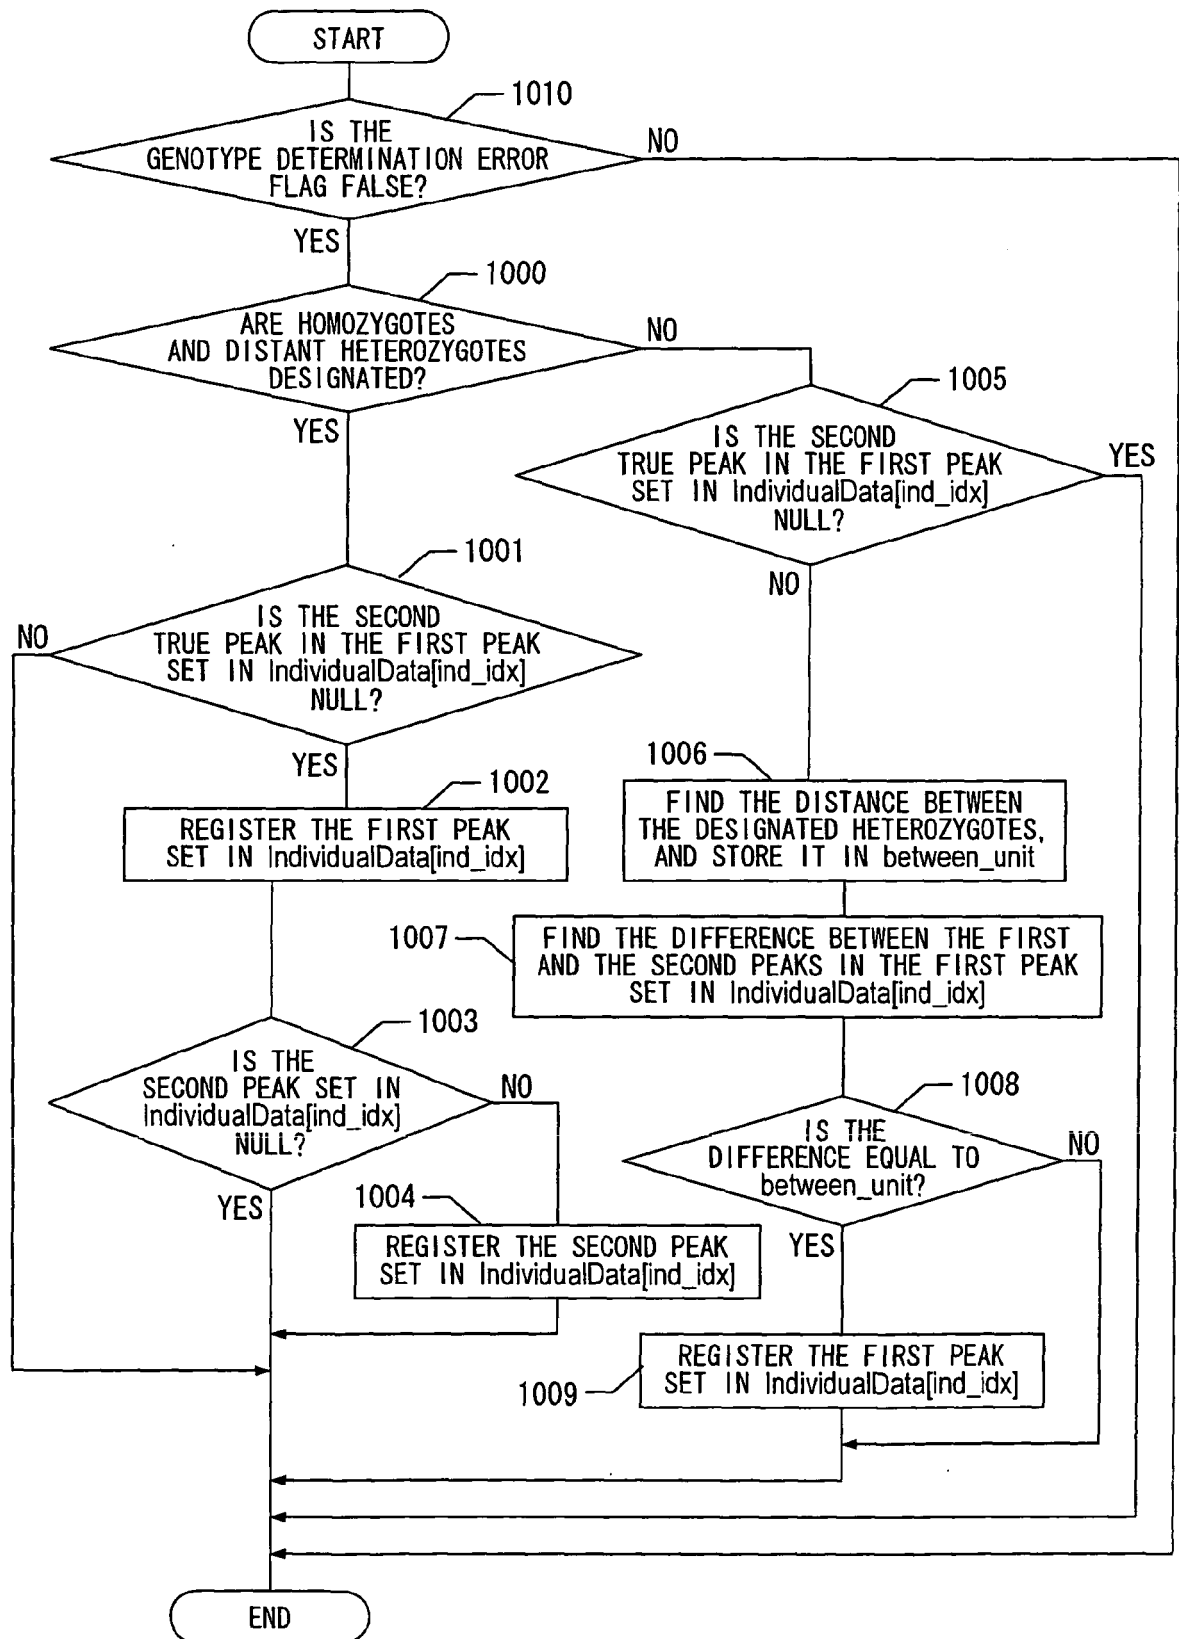 START
1010
IS THE
GENOTYPE DETERMINATION ERROR
FLAG FALSE?
NO
YES
1000
ARE HOMOZYGOTES
AND DISTANT HETEROZYGOTES
DESIGNATED?
NO
YES
1005
IS THE SECOND
TRUE PEAK IN THE FIRST PEAK
SET IN IndividualData[ind_idx]
NULL?
YES
NO
1001
IS THE SECOND
TRUE PEAK IN THE FIRST PEAK
SET IN IndividualData[ind_idx]
NULL?
NO
YES
1002
REGISTER THE FIRST PEAK
SET IN IndividualData[ind_idx]
1006
FIND THE DISTANCE BETWEEN
THE DESIGNATED HETEROZYGOTES,
AND STORE IT IN between_unit
1007
FIND THE DIFFERENCE BETWEEN THE FIRST
AND THE SECOND PEAKS IN THE FIRST PEAK
SET IN IndividualData[ind_idx]
1003
IS THE
SECOND PEAK SET IN
IndividualData[ind_idx]
NULL?
NO
YES
1008
IS THE
DIFFERENCE EQUAL TO
between_unit?
NO
YES
1004
REGISTER THE SECOND PEAK
SET IN IndividualData[ind_idx]
REGISTER THE FIRST PEAK
SET IN IndividualData[ind_idx]
1009
END